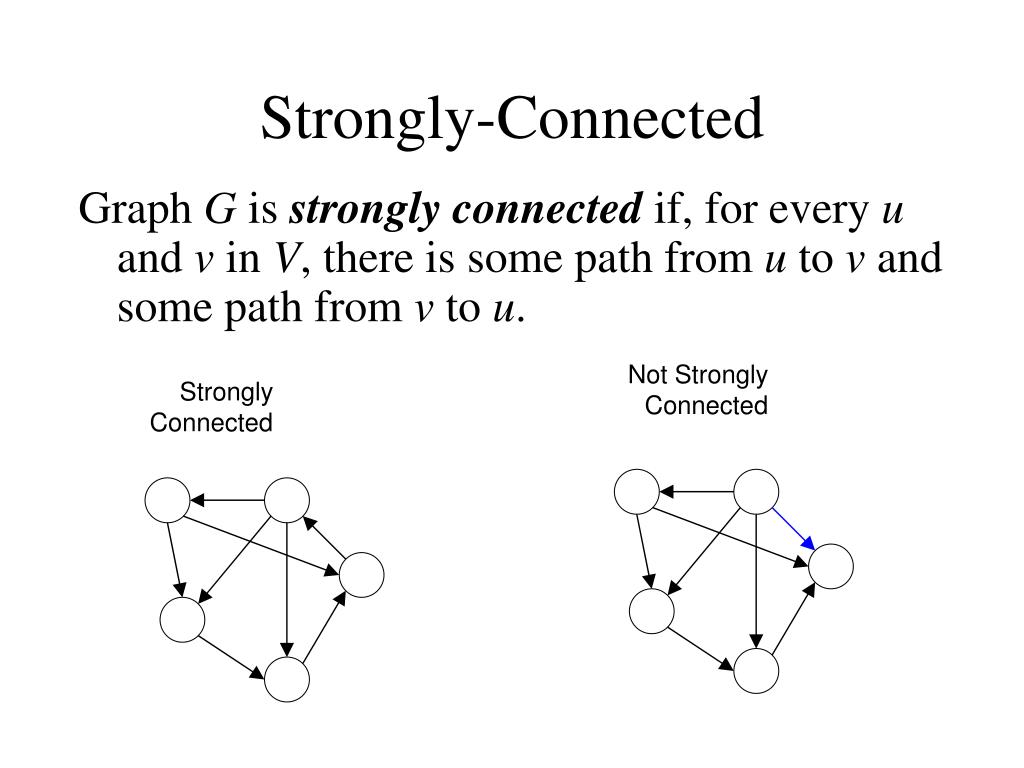 Strongly-Connected
Graph G is strongly connected if, for every u
and v in V, there is some path from u to v and
some path from v to u.
Strongly
Connected
Not Strongly
Connected